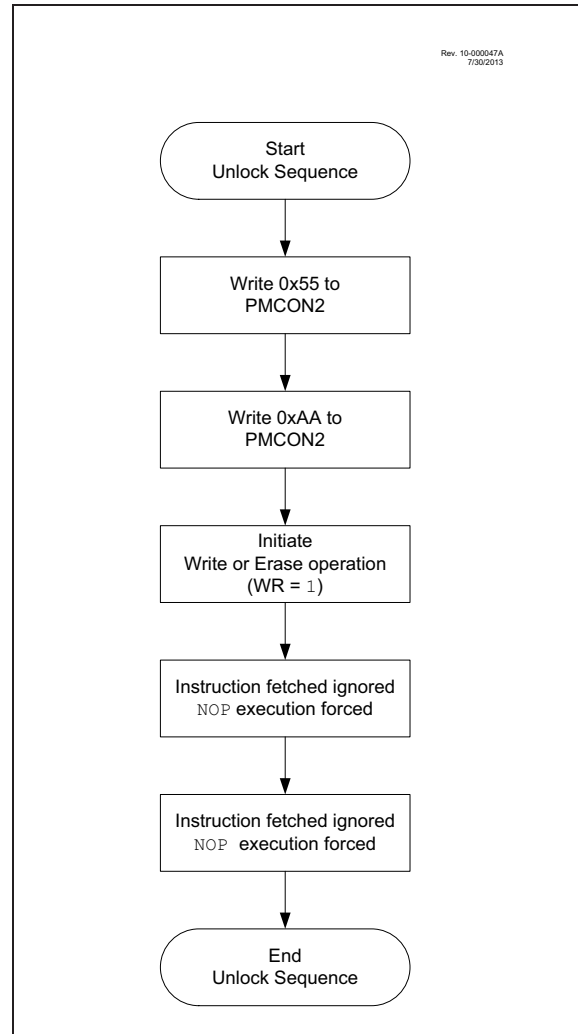 Rev. 10-000047A
7/30/2013
Start
Unlock Sequence
Write 0x55 to
PMCON2
Write 0xAA to
PMCON2
Initiate
Write or Erase operation
(WR = 1)
Instruction fetched ignored
NOP execution forced
Instruction fetched ignored
NOP execution forced
End
Unlock Sequence